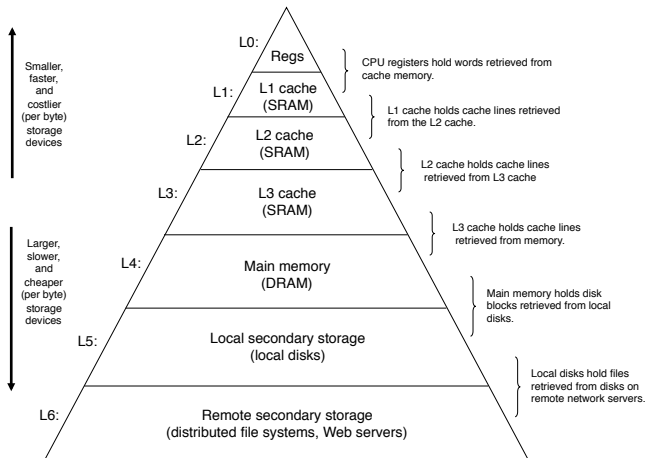 L0:
Regs
CPU registers hold words retrieved from
cache memory.
Smaller,
faster,
and
costlier
(per byte)
storage
devices
L1:
L1 cache
(SRAM)
L1 cache holds cache lines retrieved
from the L2 cache.
L2:
L2 cache
(SRAM)
L2 cache holds cache lines
retrieved from L3 cache
L3:
L3 cache
(SRAM)
L3 cache holds cache lines
retrieved from memory.
Larger,
slower,
and
cheaper
(per byte)
storage
devices
L4:
Main memory
(DRAM)
Main memory holds disk
blocks retrieved from local
disks.
L5:
Local secondary storage
(local disks)
Local disks hold files
retrieved from disks on
remote network servers.
L6:
Remote secondary storage
(distributed file systems, Web servers)